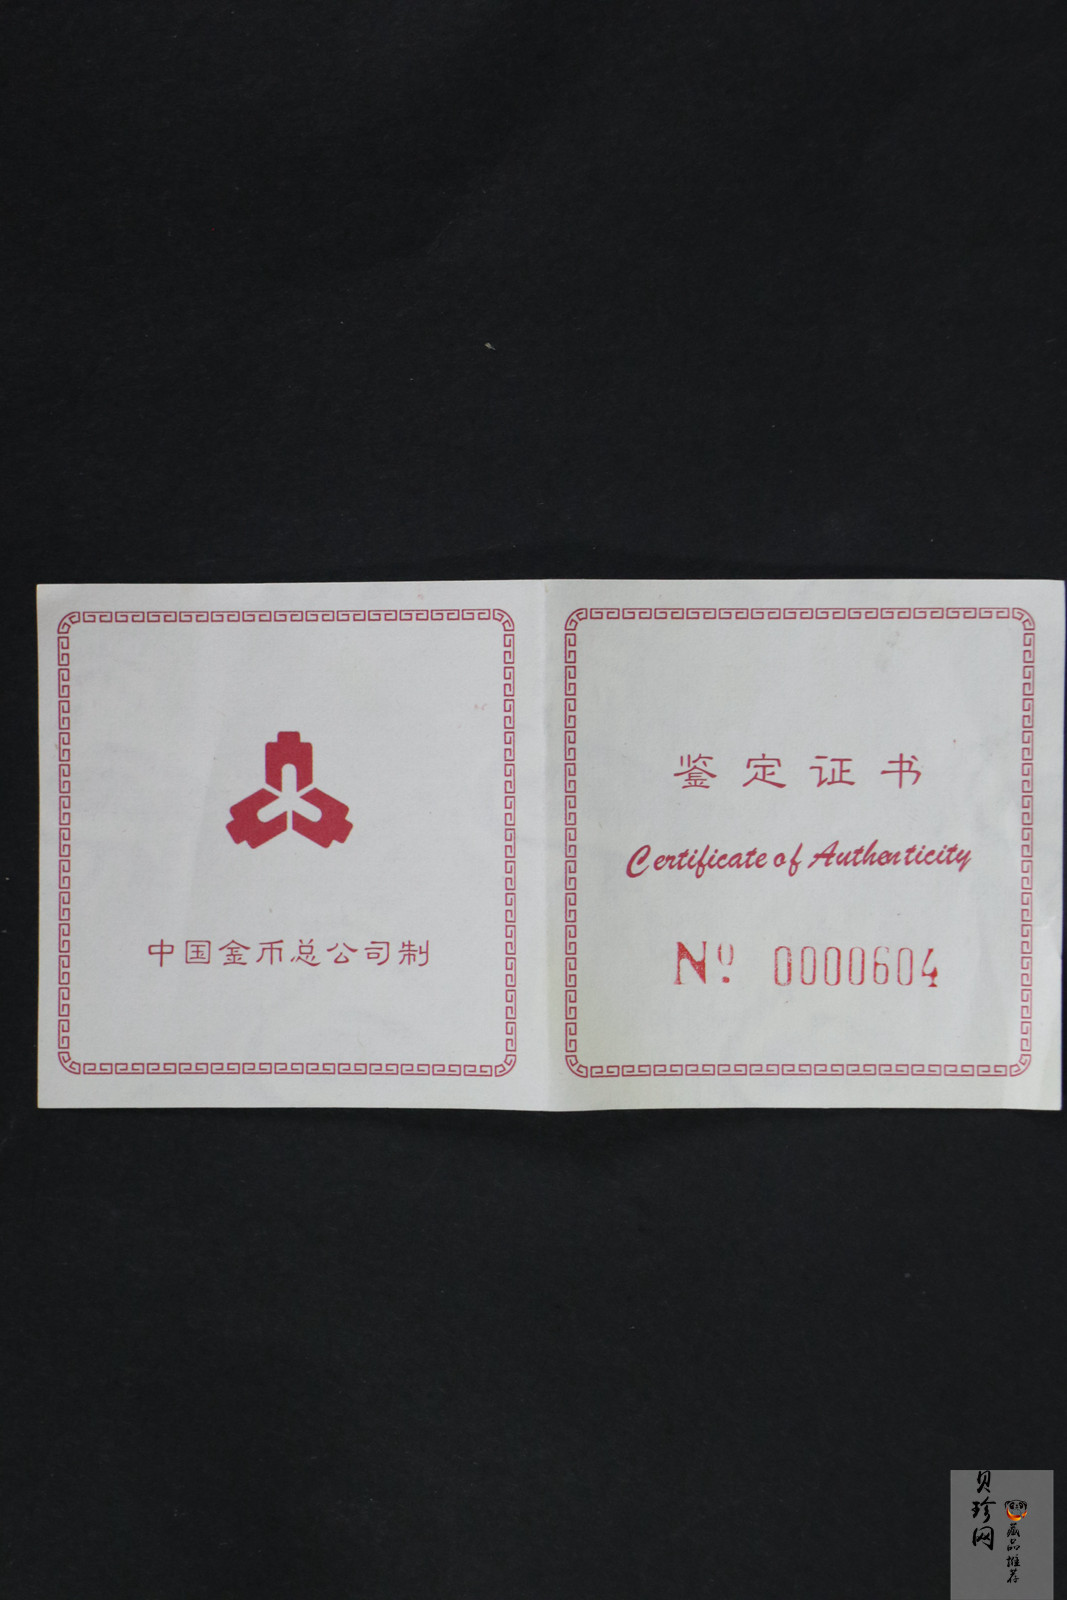 中国金币总公司制
鉴定证书
Certificate of Authenticity
Nº 0000604
贝珍网
藏品推荐